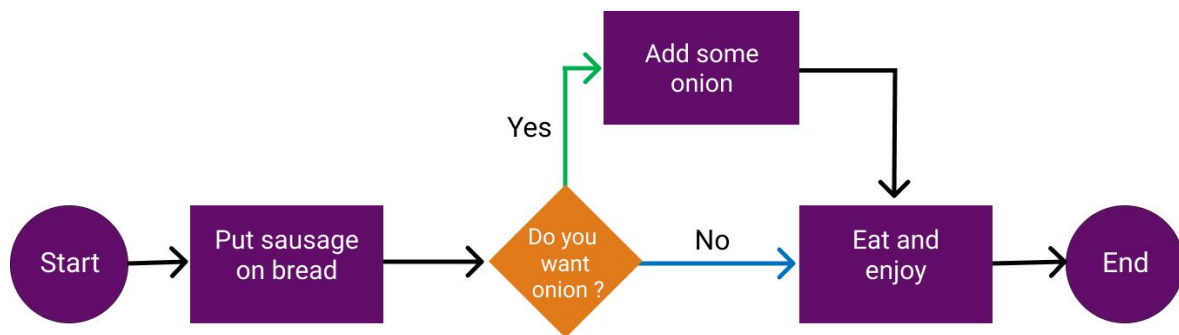 Start
Put sausage
on bread
Do you
want
onion ?
Yes
Add some
onion
No
Eat and
enjoy
End